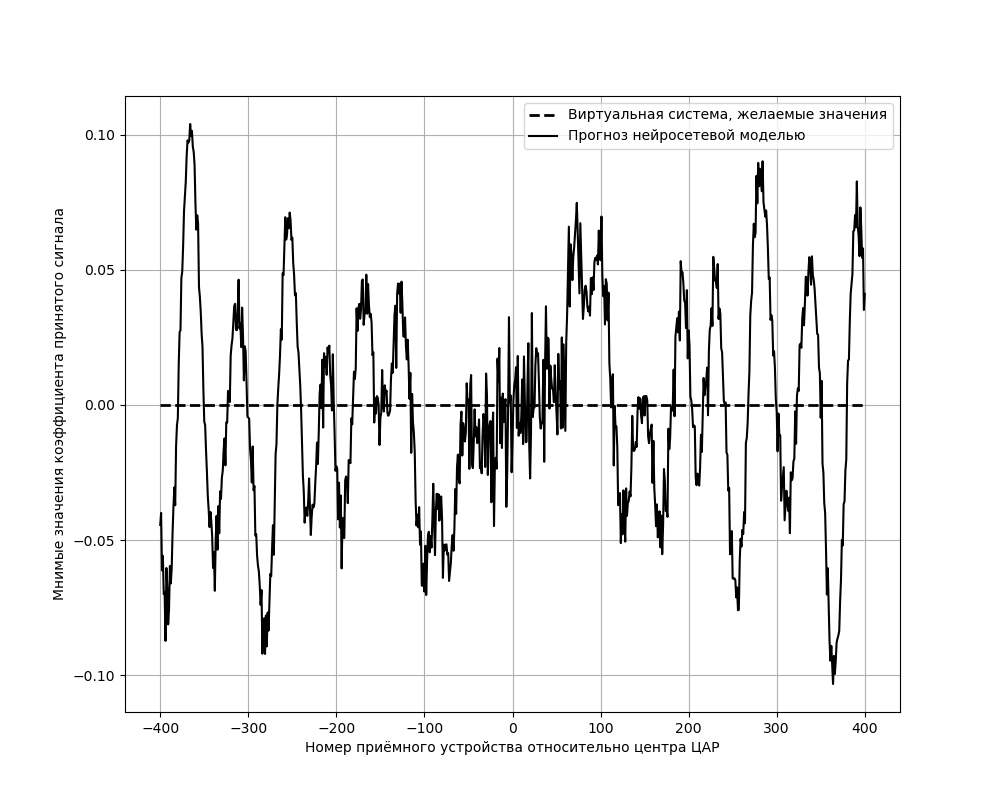 Виртуальная система, желаемые значения
Прогноз нейросетевой моделью
0.10
0.05
0.00
−0.05
−0.10
Мнимые значения коэффициента принятого сигнала
−400 −300 −200 −100 0 100 200 300 400
Номер приёмного устройства относительно центра ЦАР